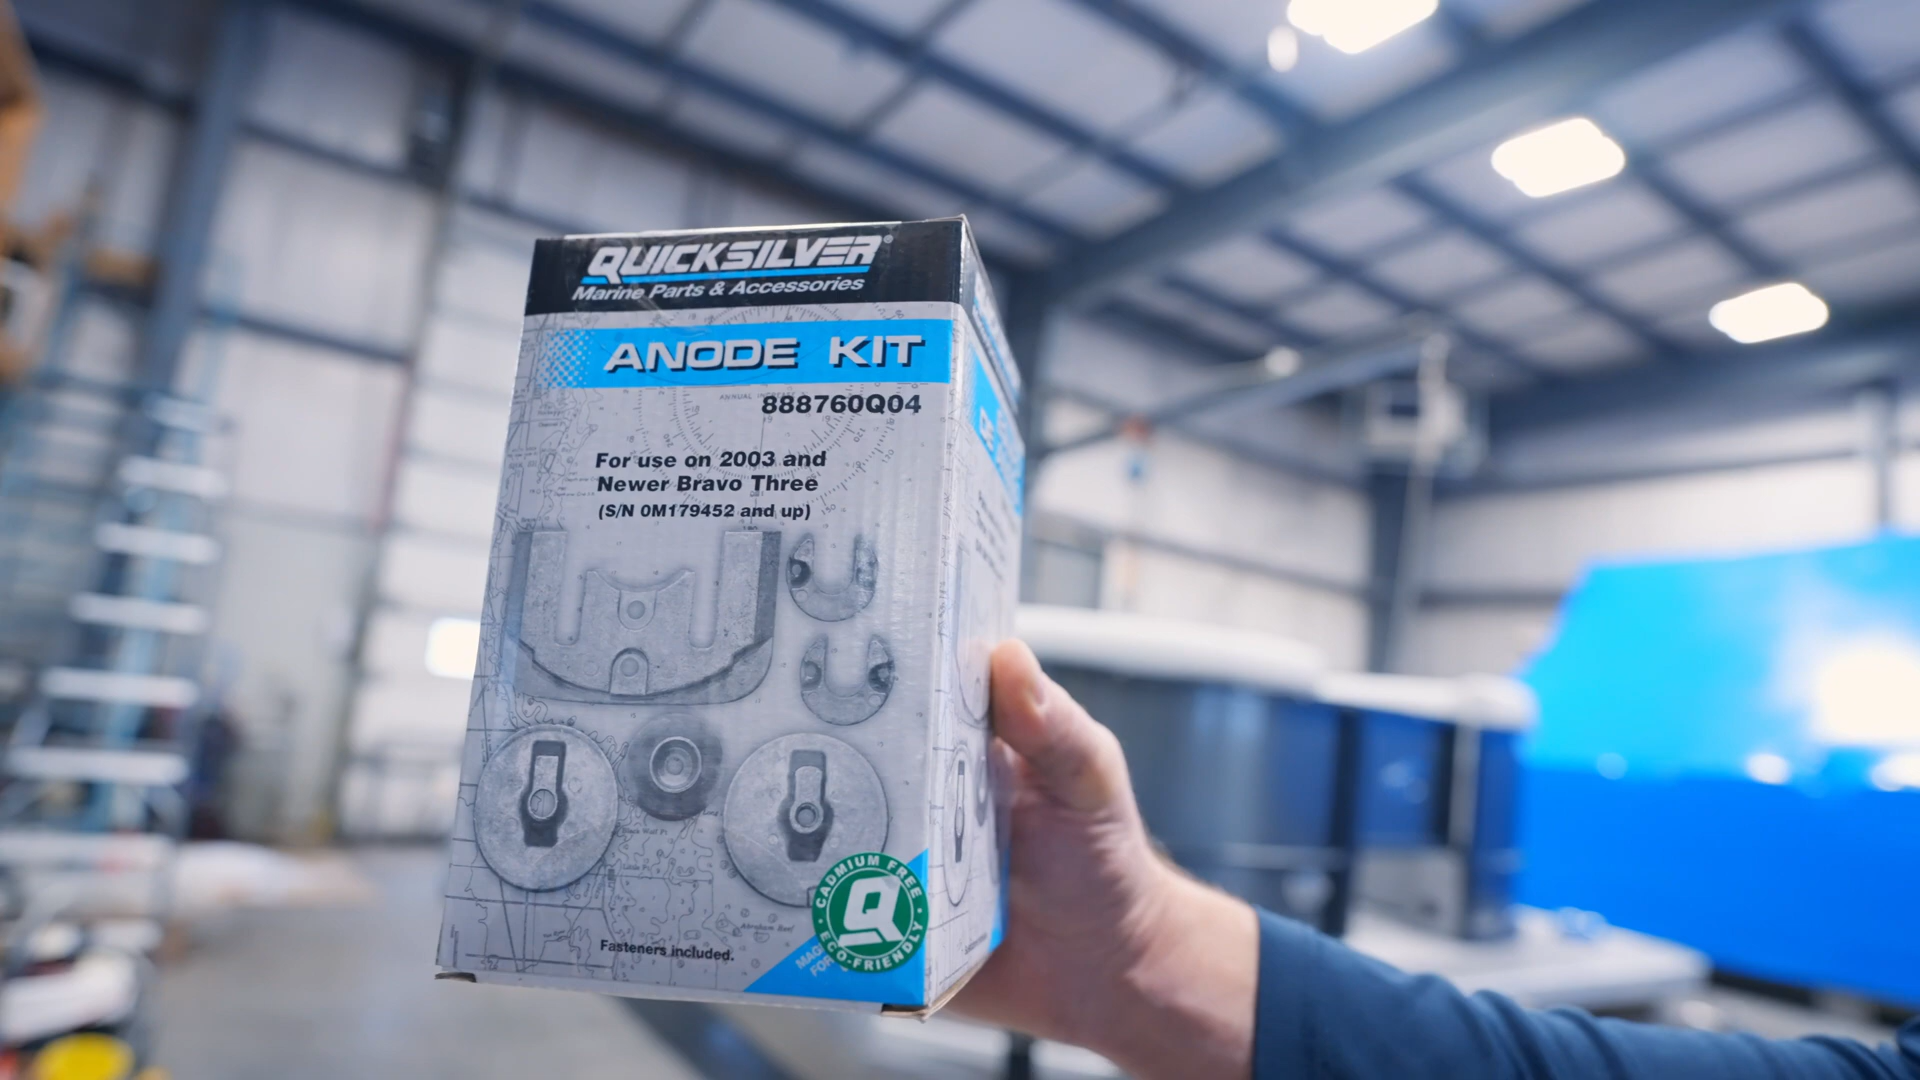 QUICKSILVER®
Marine Parts & Accessories
ANODE KIT
888760Q04
For use on 2003 and
Newer Bravo Three
(S/N 0M179452 and up)
Fasteners included.
CADMIUM FREE
Q
ECO-FRIENDLY